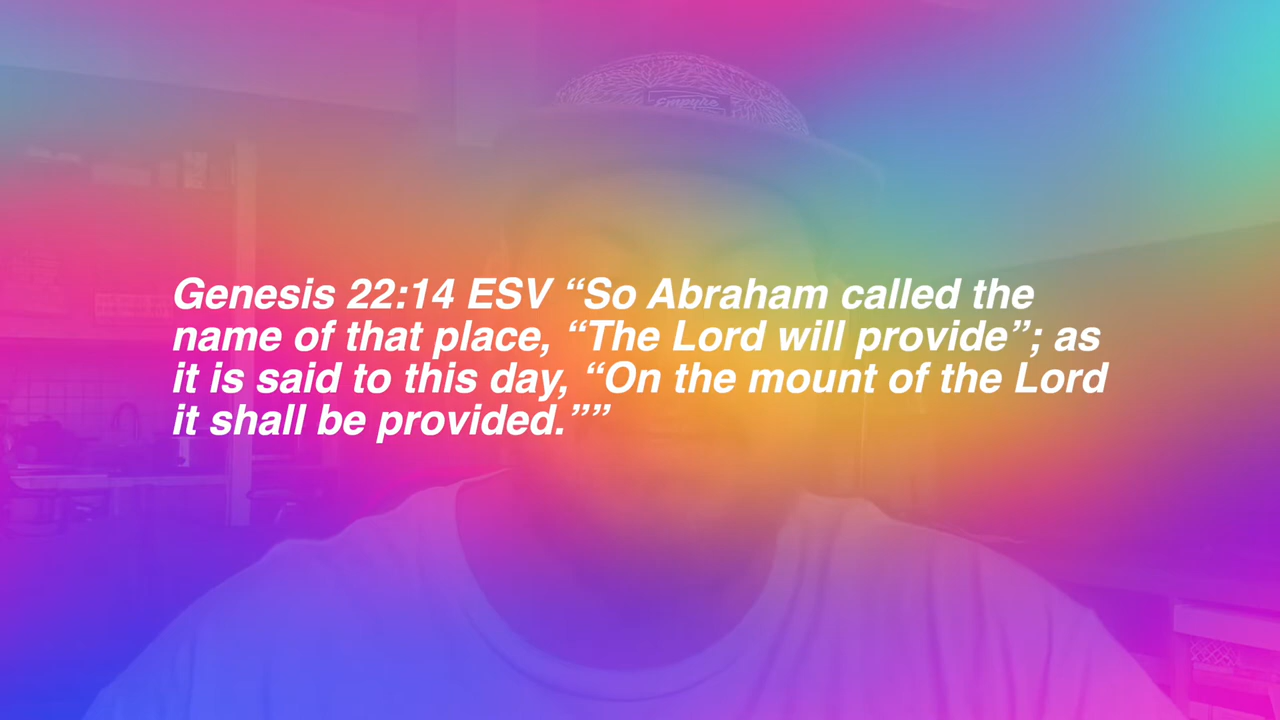 Empyre
Genesis 22:14 ESV “So Abraham called the
name of that place, “The Lord will provide”; as
it is said to this day, “On the mount of the Lord
it shall be provided.””